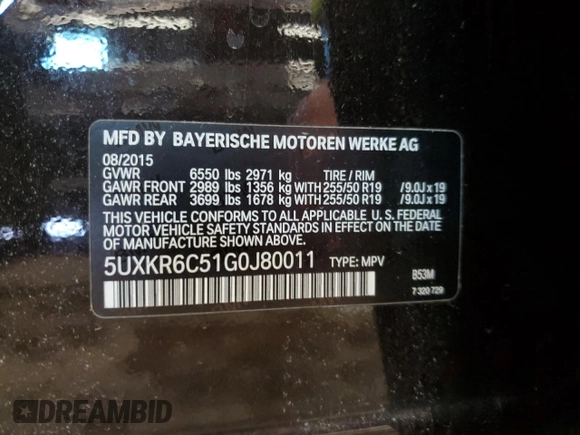 MFD BY BAYERISCHE MOTOREN WERKE AG
08/2015
GVWR 6550 lbs 2971 kg TIRE / RIM
GAWR FRONT 2989 lbs 1356 kg WITH 255/50 R19 /9.0J x 19
GAWR REAR 3699 lbs 1678 kg WITH 255/50 R19 /9.0J x 19
THIS VEHICLE CONFORMS TO ALL APPLICABLE U. S. FEDERAL
MOTOR VEHICLE SAFETY STANDARDS IN EFFECT ON THE DATE
OF MANUFACTURE SHOWN ABOVE.
5UXKR6C51G0J80011 TYPE: MPV
B53M
7 320 729
DREAMBID